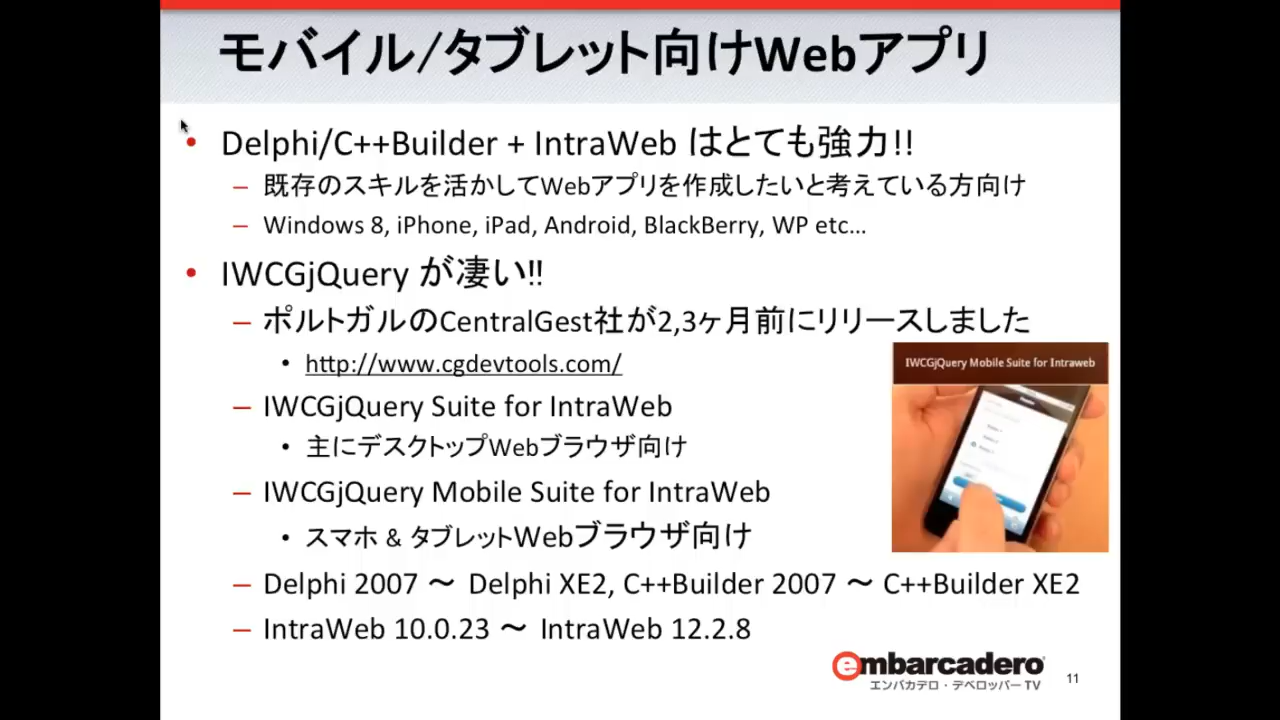 モバイル/タブレット向けWebアプリ
• Delphi/C++Builder + IntraWeb はとても強力!!
– 既存のスキルを活かしてWebアプリを作成したいと考えている方向け
– Windows 8, iPhone, iPad, Android, BlackBerry, WP etc…
• IWCGjQuery が凄い!!
– ポルトガルのCentralGest社が2,3ヶ月前にリリースしました
• http://www.cgdevtools.com/
IWCGjQuery Mobile Suite for Intraweb
– IWCGjQuery Suite for IntraWeb
• 主にデスクトップWebブラウザ向け
– IWCGjQuery Mobile Suite for IntraWeb
• スマホ & タブレットWebブラウザ向け
– Delphi 2007 〜 Delphi XE2, C++Builder 2007 〜 C++Builder XE2
– IntraWeb 10.0.23 〜 IntraWeb 12.2.8
embarcadero
エンバカデロ・デベロッパーTV
11